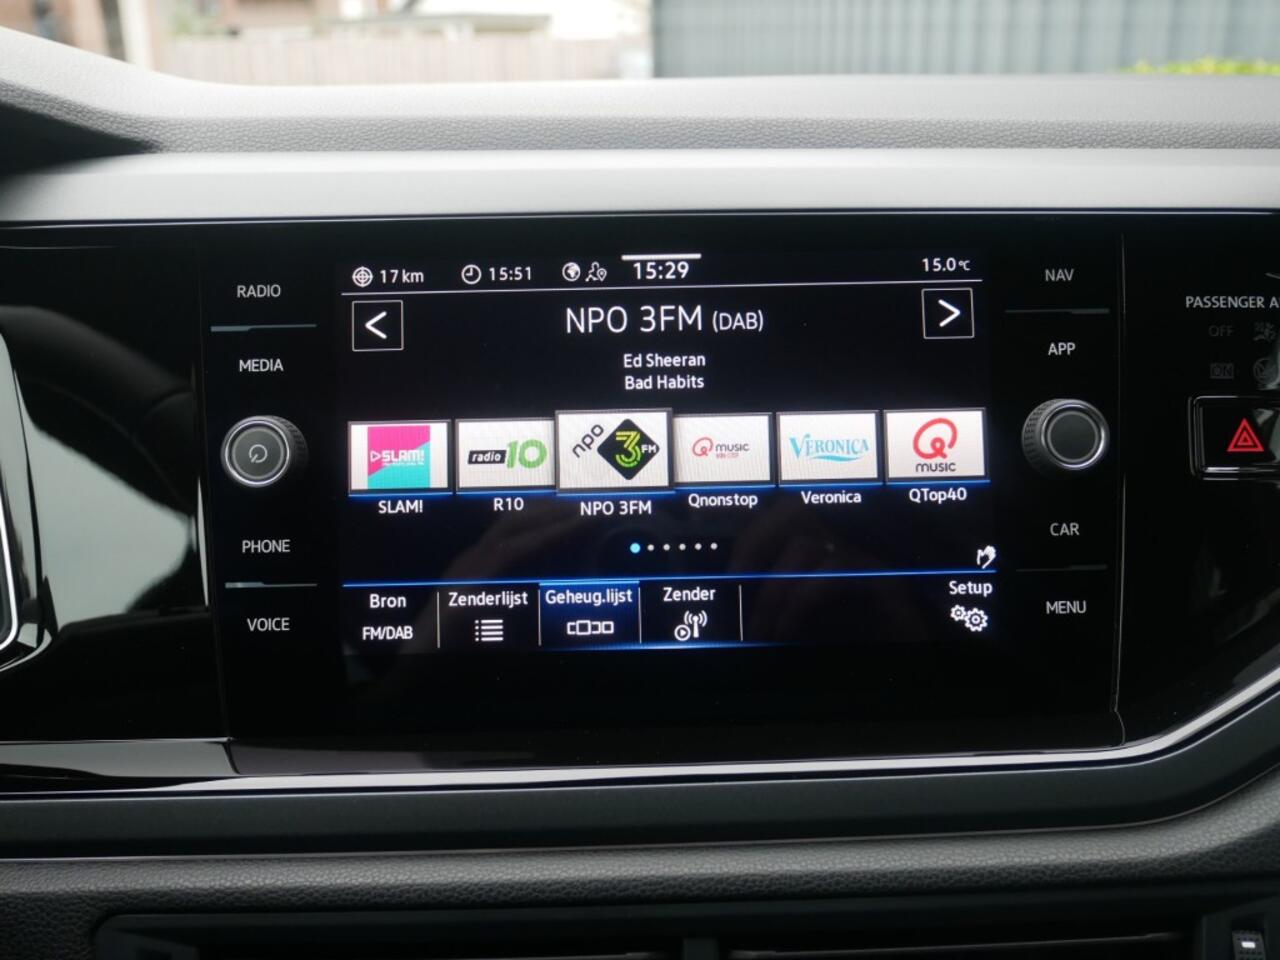 17 km 15:51 15:29 15.0°C
NPO 3FM (DAB)
Ed Sheeran
Bad Habits
SLAM!
radio 10
npo 3FM
Q music
VERONICA
Q music
SLAM!
R10
NPO 3FM
Qnonstop
Veronica
QTop40
Bron
FM/DAB
Zenderlijst
Geheug.lijst
Zender
Setup
RADIO
MEDIA
PHONE
VOICE
NAV
APP
CAR
MENU
PASSENGER
OFF
ON